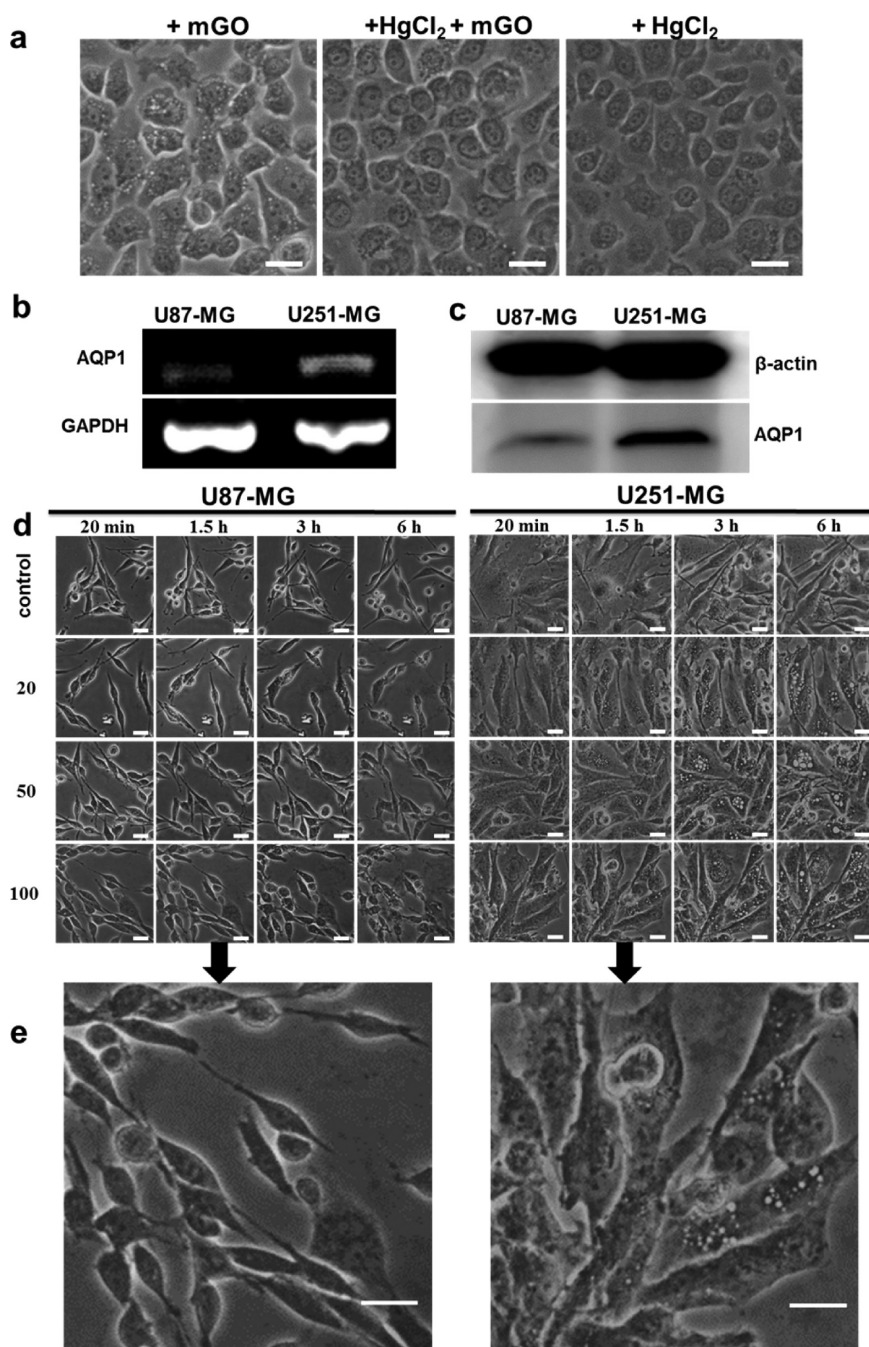 a
+ mGO +HgCl₂ + mGO + HgCl₂
b
U87-MG U251-MG
AQP1
GAPDH
c
U87-MG U251-MG
β-actin
AQP1
d
U87-MG U251-MG
20 min 1.5 h 3 h 6 h 20 min 1.5 h 3 h 6 h
control
20
50
100
e